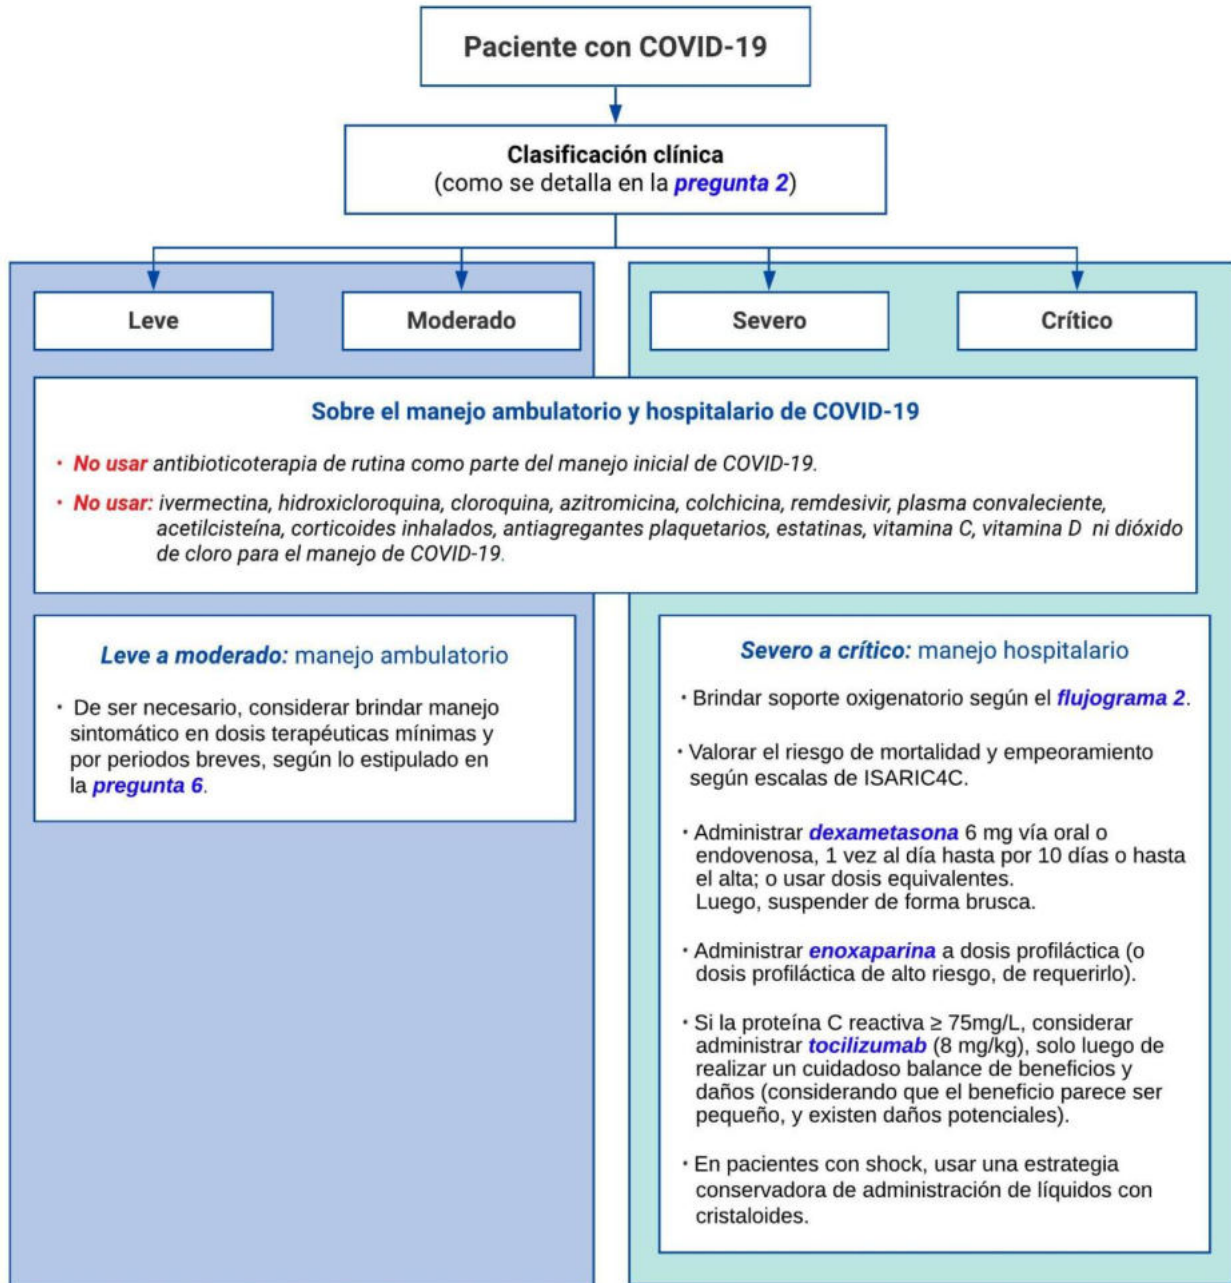 Paciente con COVID-19
Clasificación clínica
(como se detalla en la pregunta 2)
Leve
Moderado
Severo
Crítico
Sobre el manejo ambulatorio y hospitalario de COVID-19
• No usar antibioticoterapia de rutina como parte del manejo inicial de COVID-19.
• No usar: ivermectina, hidroxicloroquina, cloroquina, azitromicina, colchicina, remdesivir, plasma convaleciente,
acetilcisteína, corticoides inhalados, antiagregantes plaquetarios, estatinas, vitamina C, vitamina D ni dióxido
de cloro para el manejo de COVID-19.
Leve a moderado: manejo ambulatorio
• De ser necesario, considerar brindar manejo
sintomático en dosis terapéuticas mínimas y
por periodos breves, según lo estipulado en
la pregunta 6.
Severo a crítico: manejo hospitalario
• Brindar soporte oxigenatorio según el flujograma 2.
• Valorar el riesgo de mortalidad y empeoramiento
según escalas de ISARIC4C.
• Administrar dexametasona 6 mg vía oral o
endovenosa, 1 vez al día hasta por 10 días o hasta
el alta; o usar dosis equivalentes.
Luego, suspender de forma brusca.
• Administrar enoxaparina a dosis profiláctica (o
dosis profiláctica de alto riesgo, de requerirlo).
• Si la proteína C reactiva ≥ 75mg/L, considerar
administrar tocilizumab (8 mg/kg), solo luego de
realizar un cuidadoso balance de beneficios y
daños (considerando que el beneficio parece ser
pequeño, y existen daños potenciales).
• En pacientes con shock, usar una estrategia
conservadora de administración de líquidos con
cristaloides.